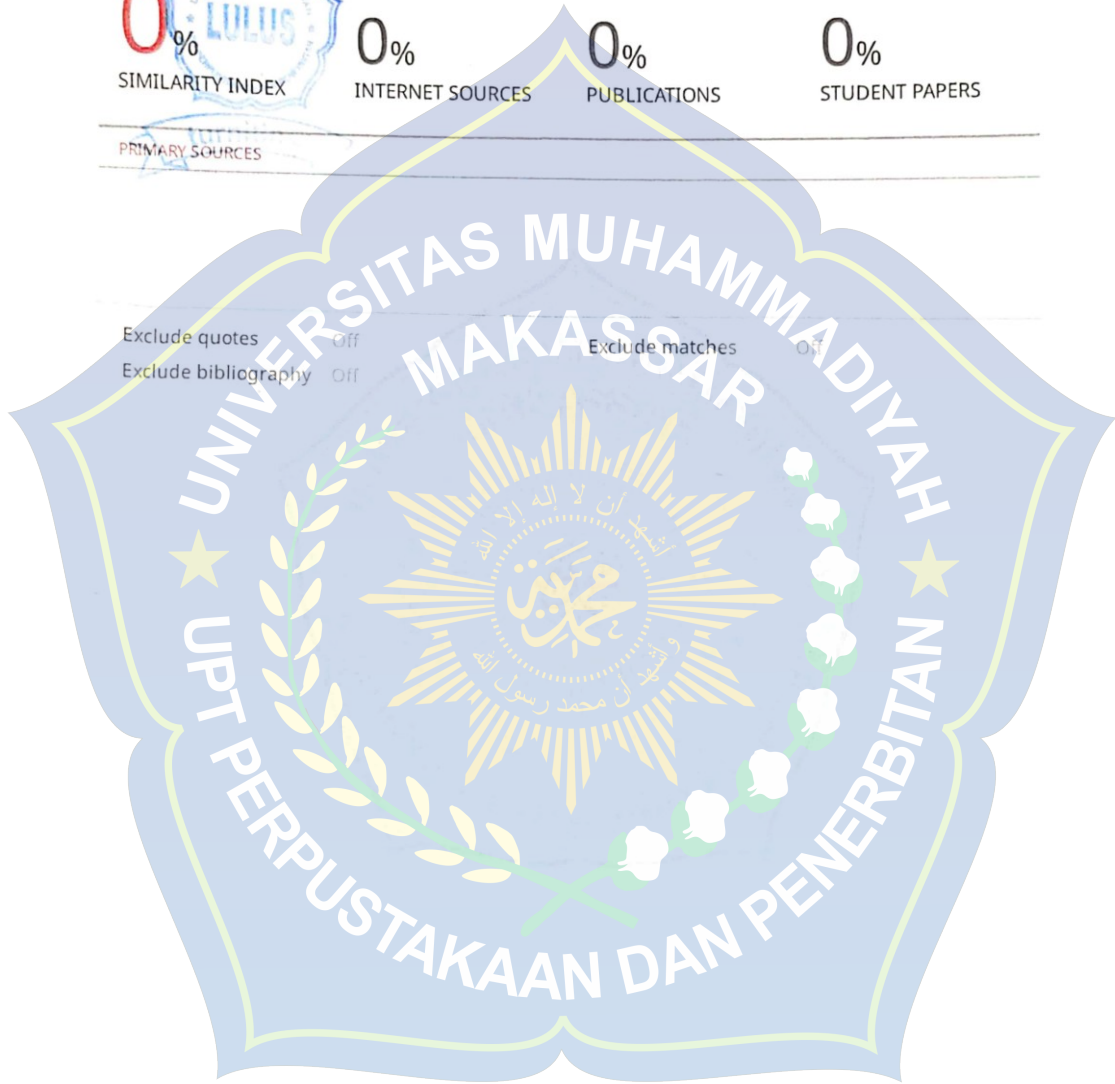 LULUS
0% 0% 0% 0%
SIMILARITY INDEX INTERNET SOURCES PUBLICATIONS STUDENT PAPERS
turnitin
PRIMARY SOURCES
Exclude quotes Off Exclude matches Off
Exclude bibliography Off
UNIVERSITAS MUHAMMADIYAH
MAKASSAR
أشهد أن لا إله إلا الله
محمدية
وأشهد أن محمد رسول الله
UPT PERPUSTAKAAN DAN PENERBITAN